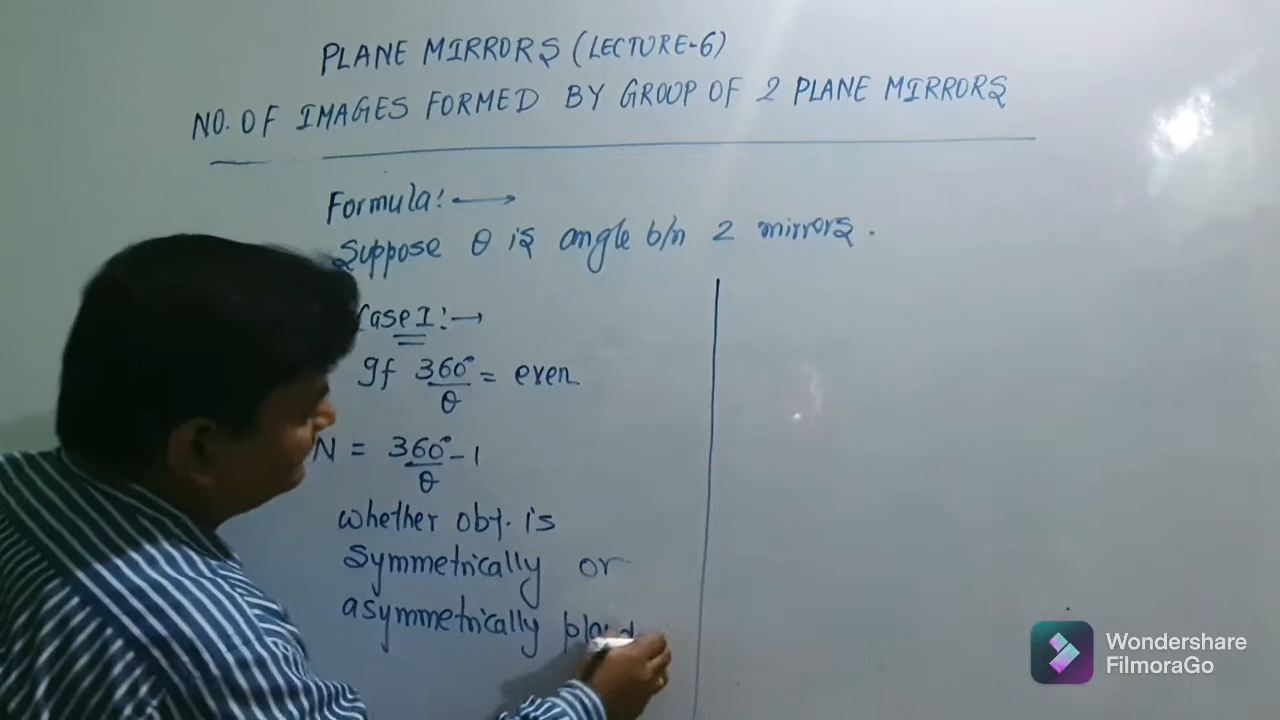 PLANE MIRRORS (LECTURE-6)
NO. OF IMAGES FORMED BY GROUP OF 2 PLANE MIRRORS
Formula:⟶
Suppose θ is angle b/n 2 mirrors.
Case I:→
If 360°/θ = even
N = 360°/θ - 1
whether obj. is
symmetrically or
asymmetrically
Wondershare
FilmoraGo